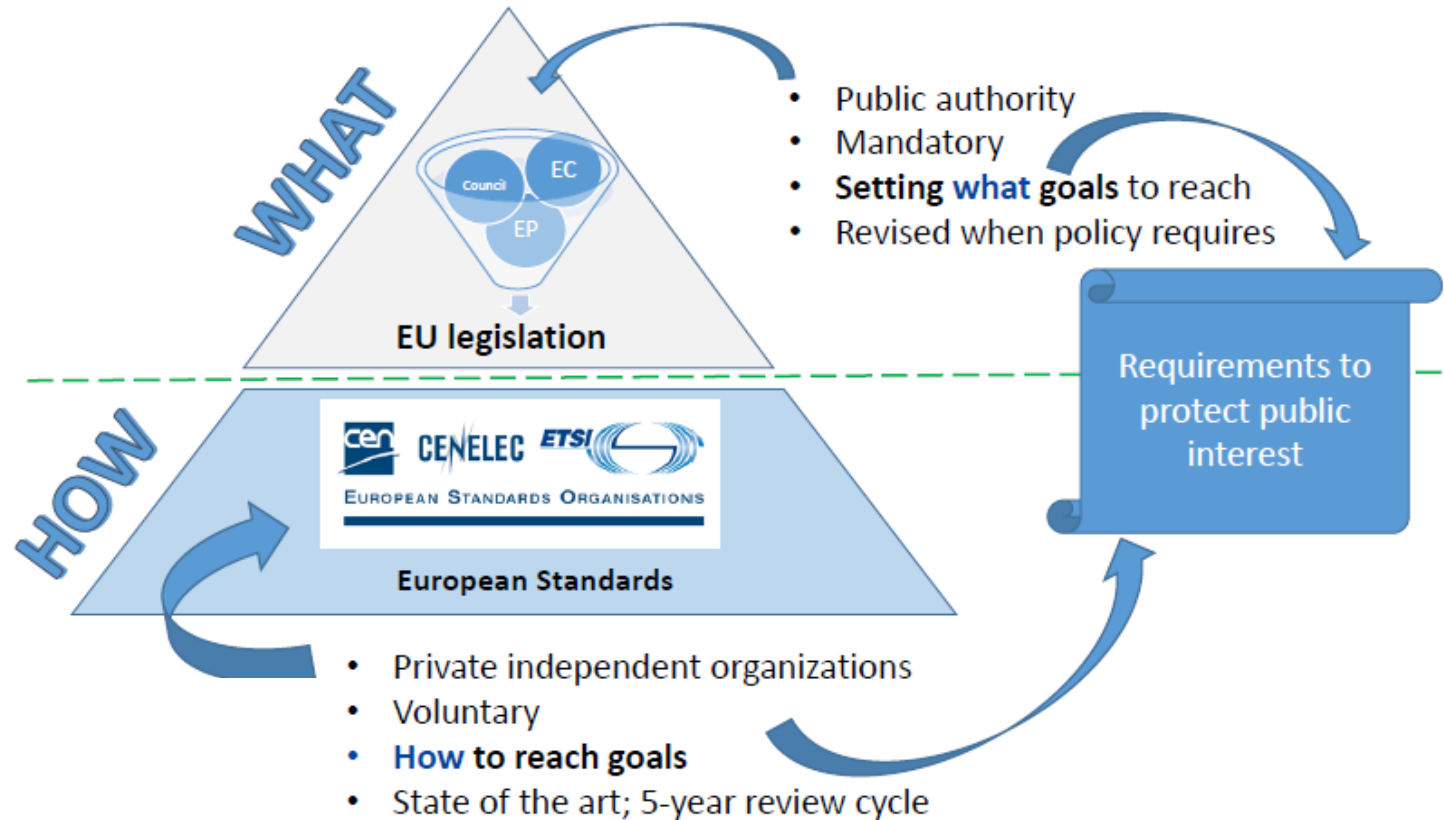 WHAT
Council
EC
EP
EU legislation
• Public authority
• Mandatory
• Setting what goals to reach
• Revised when policy requires
Requirements to
protect public
interest
HOW
cen
CENELEC
ETSI
EUROPEAN STANDARDS ORGANISATIONS
European Standards
• Private independent organizations
• Voluntary
• How to reach goals
• State of the art; 5-year review cycle